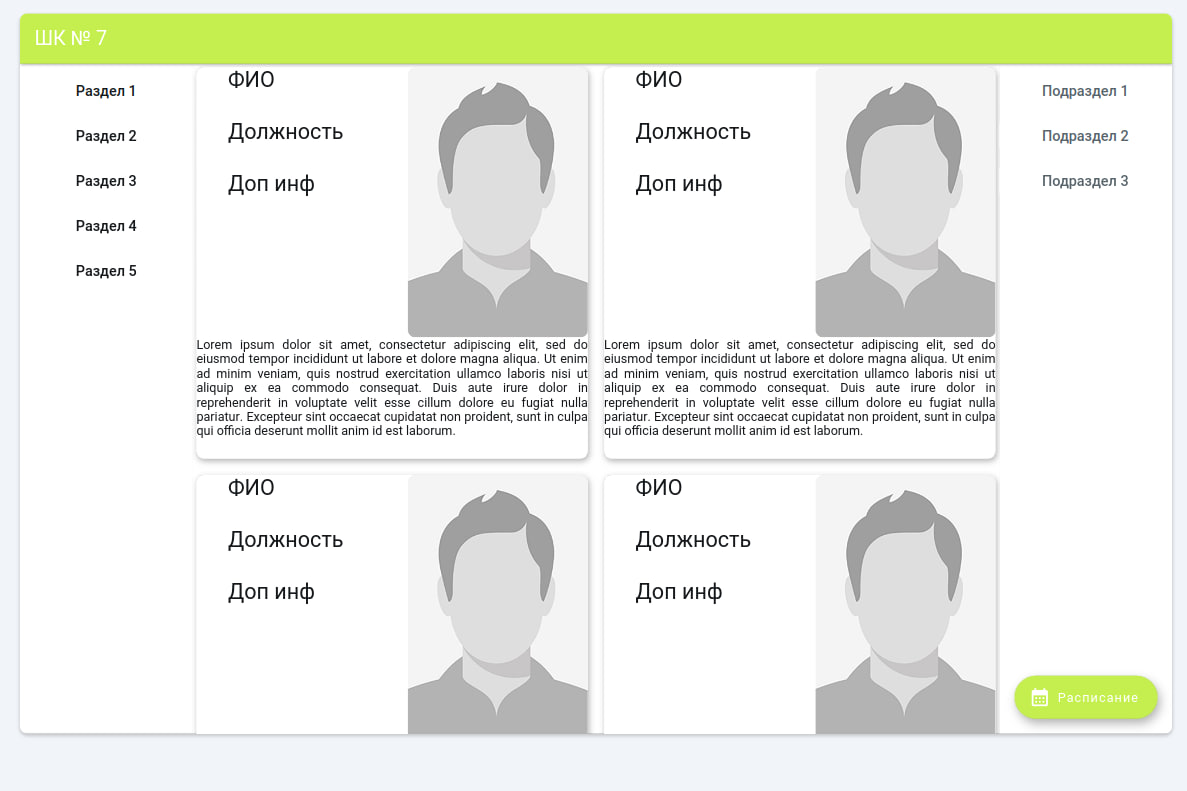 ШК № 7
Раздел 1
Раздел 2
Раздел 3
Раздел 4
Раздел 5
ФИО
Должность
Доп инф
Lorem ipsum dolor sit amet, consectetur adipiscing elit, sed do
eiusmod tempor incididunt ut labore et dolore magna aliqua. Ut enim
ad minim veniam, quis nostrud exercitation ullamco laboris nisi ut
aliquip ex ea commodo consequat. Duis aute irure dolor in
reprehenderit in voluptate velit esse cillum dolore eu fugiat nulla
pariatur. Excepteur sint occaecat cupidatat non proident, sunt in culpa
qui officia deserunt mollit anim id est laborum.
ФИО
Должность
Доп инф
Lorem ipsum dolor sit amet, consectetur adipiscing elit, sed do
eiusmod tempor incididunt ut labore et dolore magna aliqua. Ut enim
ad minim veniam, quis nostrud exercitation ullamco laboris nisi ut
aliquip ex ea commodo consequat. Duis aute irure dolor in
reprehenderit in voluptate velit esse cillum dolore eu fugiat nulla
pariatur. Excepteur sint occaecat cupidatat non proident, sunt in culpa
qui officia deserunt mollit anim id est laborum.
ФИО
Должность
Доп инф
ФИО
Должность
Доп инф
Подраздел 1
Подраздел 2
Подраздел 3
Расписание